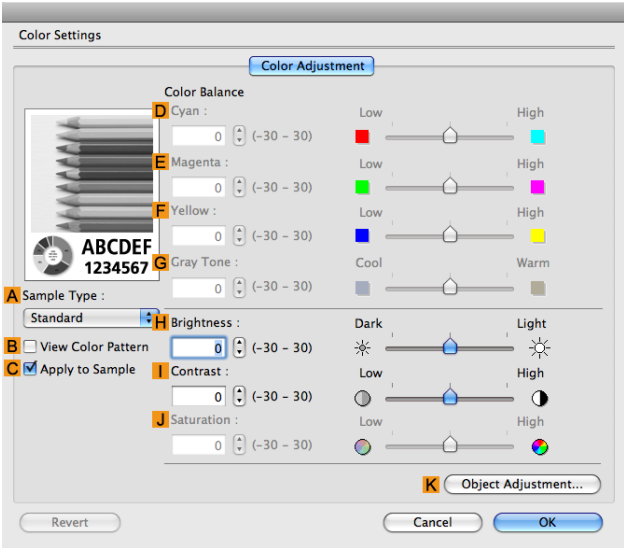 Color Settings
Color Adjustment
Color Balance
D Cyan :
Low High
0 (-30 – 30)
E Magenta :
Low High
0 (-30 – 30)
F Yellow :
Low High
0 (-30 – 30)
ABCDEF
1234567
G Gray Tone :
Cool Warm
0 (-30 – 30)
A Sample Type :
Standard
H Brightness :
Dark Light
0 (-30 – 30)
B View Color Pattern
C Apply to Sample
I Contrast :
Low High
0 (-30 – 30)
J Saturation :
Low High
0 (-30 – 30)
K Object Adjustment...
Revert Cancel OK